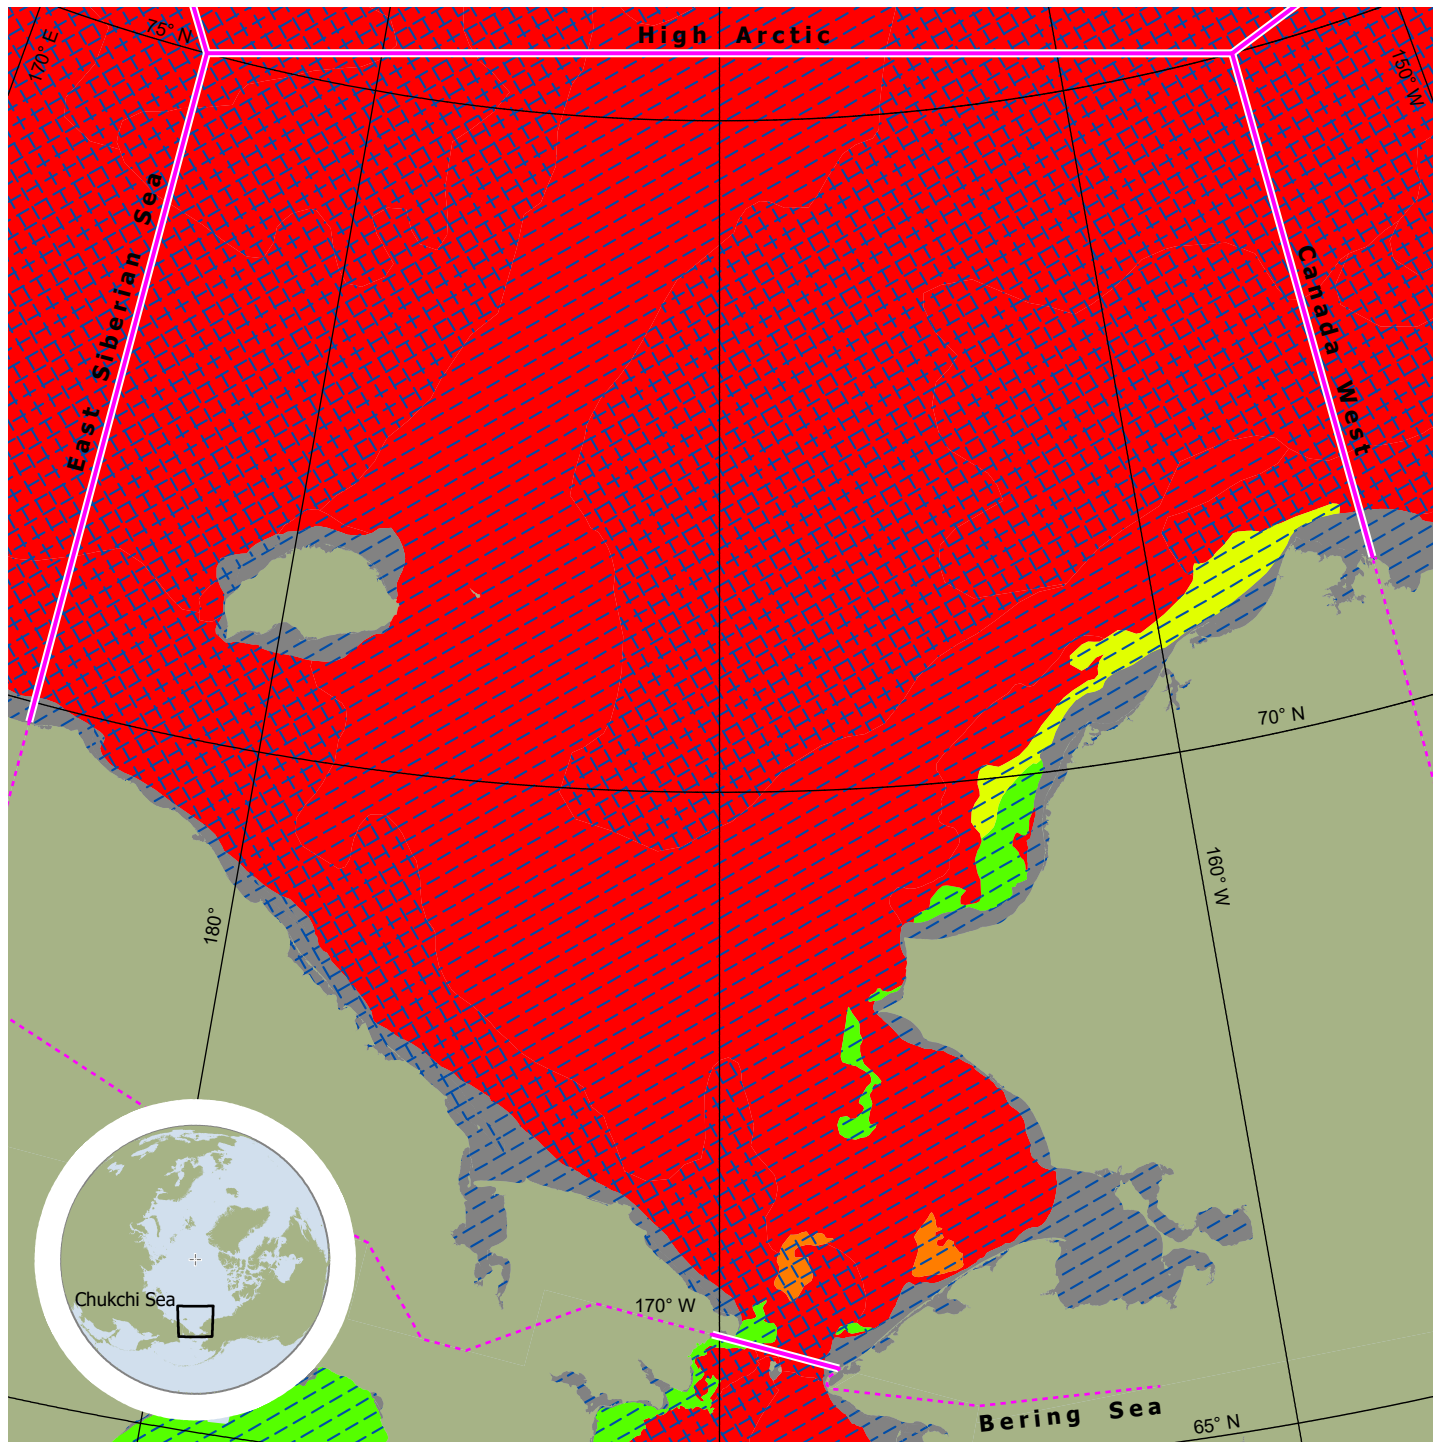 High Arctic
75° N
170° E
150° W
East Siberian Sea
Canada West
70° N
160° W
180°
Chukchi Sea
170° W
Bering Sea
65° N